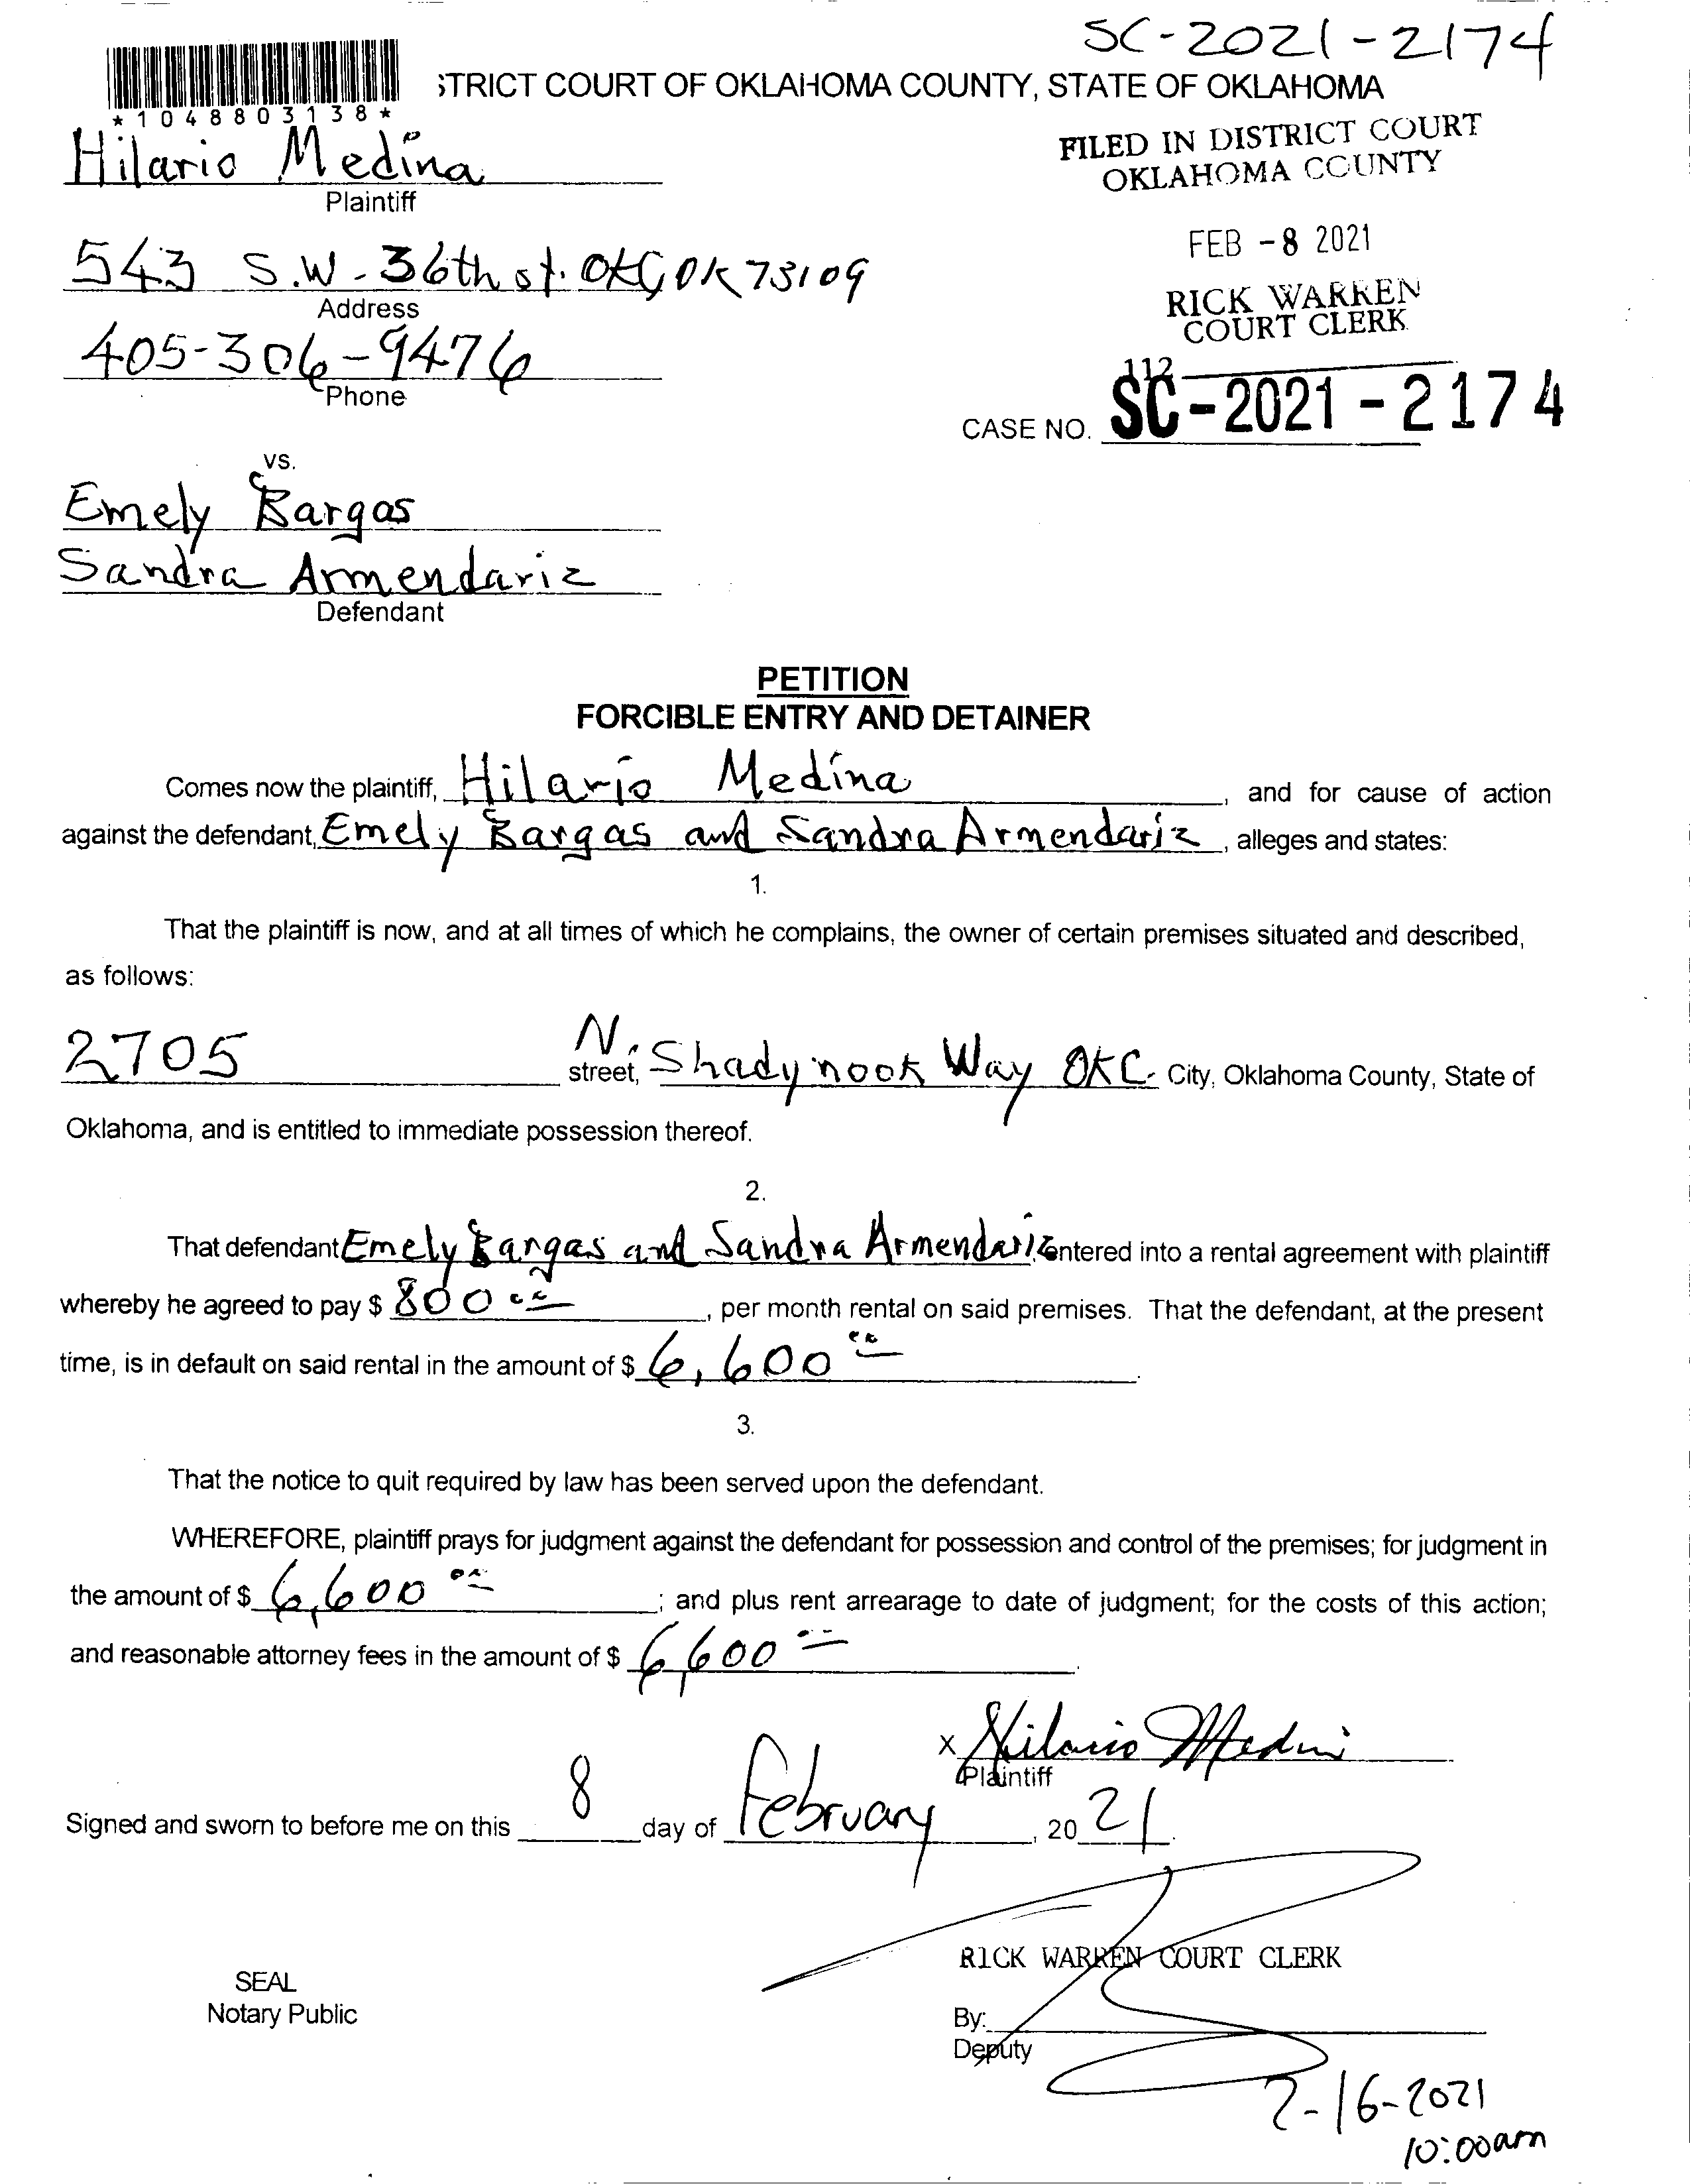 SC-2021-2174
STRICT COURT OF OKLAHOMA COUNTY, STATE OF OKLAHOMA
*1048803138*
Hilario Medina
Plaintiff
FILED IN DISTRICT COURT
OKLAHOMA COUNTY
FEB -8 2021
RICK WARREN
COURT CLERK
543 S.W-36th st. OKC, OK 73109
Address
405-306-9476
Phone
112
CASE NO. SC-2021-2174
vs.
Emely Bargas
Sandra Armendariz
Defendant
PETITION
FORCIBLE ENTRY AND DETAINER
Comes now the plaintiff, Hilario Medina, and for cause of action
against the defendant, Emely Bargas and Sandra Armendariz, alleges and states:
1.
That the plaintiff is now, and at all times of which he complains, the owner of certain premises situated and described,
as follows:
2705 street, N. Shadynook Way OKC. City, Oklahoma County, State of
Oklahoma, and is entitled to immediate possession thereof.
2.
That defendant Emely Bargas and Sandra Armendariz entered into a rental agreement with plaintiff
whereby he agreed to pay $ 800 , per month rental on said premises. That the defendant, at the present
time, is in default on said rental in the amount of $ 6,600 .
3.
That the notice to quit required by law has been served upon the defendant.
WHEREFORE, plaintiff prays for judgment against the defendant for possession and control of the premises; for judgment in
the amount of $ 6,600 ; and plus rent arrearage to date of judgment; for the costs of this action;
and reasonable attorney fees in the amount of $ 6,600 .
x Hilario Medina
Plaintiff
Signed and sworn to before me on this 8 day of February, 20 21.
RICK WARREN COURT CLERK
SEAL
Notary Public
By:
Deputy
2-16-2021
10:00am